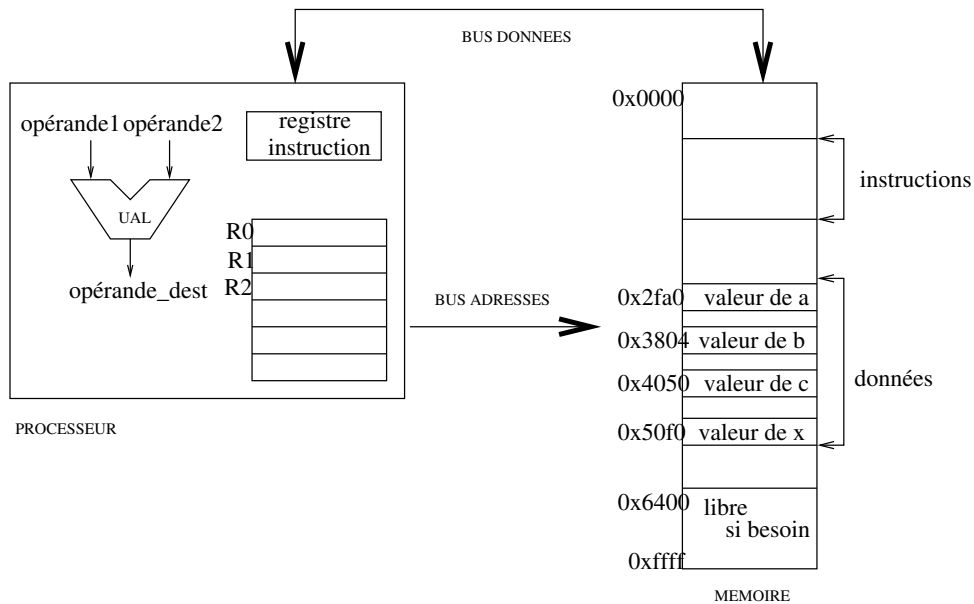 BUS DONNEES
0x0000
opérande1 opérande2
registre
instruction
instructions
UAL
R0
R1
R2
opérande_dest
BUS ADRESSES
0x2fa0 valeur de a
0x3804 valeur de b
0x4050 valeur de c
données
0x50f0 valeur de x
PROCESSEUR
0x6400 libre
si besoin
0xffff
MEMOIRE